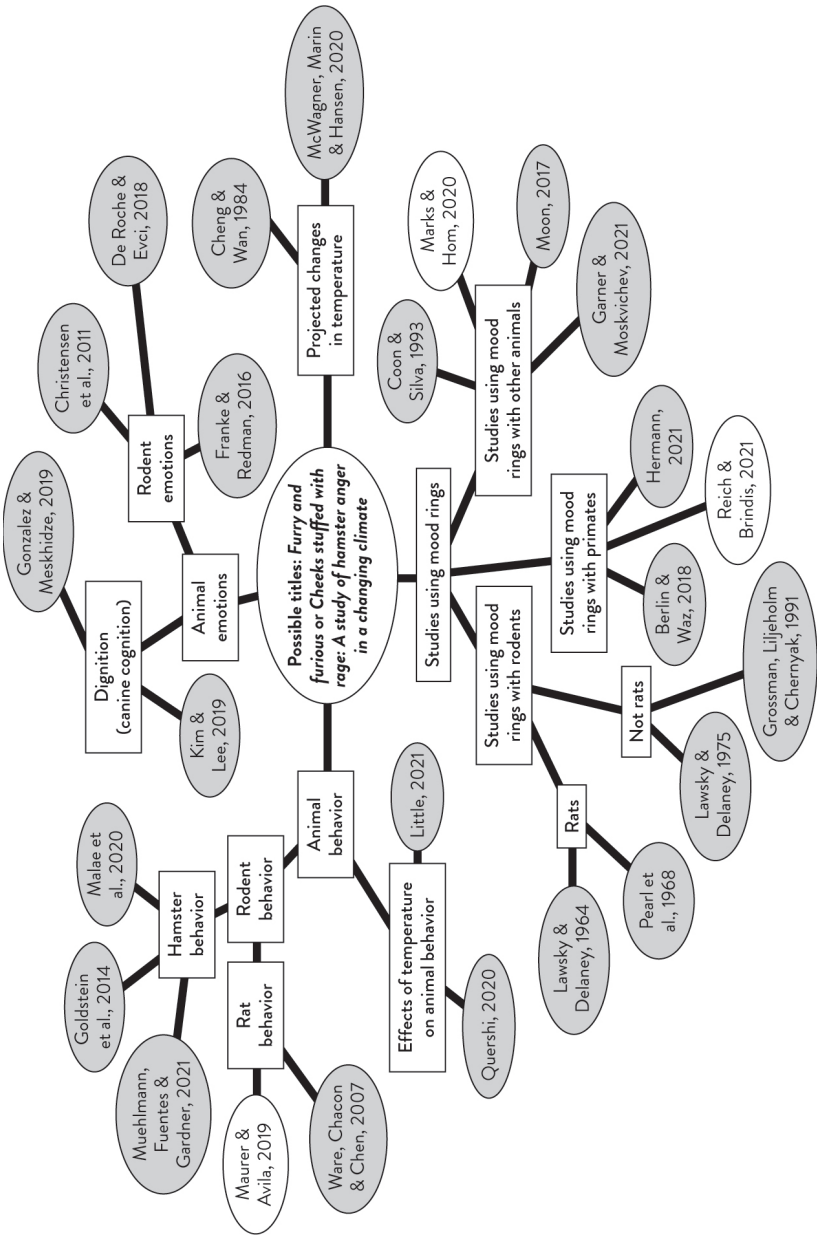 Possible titles: Furry and
furious or Cheeks stuffed with
rage: A study of hamster anger
in a changing climate
Animal
behavior
Rodent
behavior
Hamster
behavior
Muehlmann,
Fuentes &
Gardner, 2021
Goldstein
et al., 2014
Malae et
al., 2020
Rat
behavior
Maurer &
Avila, 2019
Ware, Chacon
& Chen, 2007
Effects of temperature
on animal behavior
Quershi, 2020
Little, 2021
Animal
emotions
Dignition
(canine cognition)
Kim &
Lee, 2019
Gonzalez &
Meskhidze, 2019
Rodent
emotions
Christensen
et al., 2011
De Roche &
Evci, 2018
Franke &
Redman, 2016
Projected changes
in temperature
Cheng &
Wan, 1984
McWagner, Marin
& Hansen, 2020
Studies using mood rings
Studies using mood
rings with rodents
Rats
Lawsky &
Delaney, 1964
Pearl et
al., 1968
Not rats
Lawsky &
Delaney, 1975
Grossman, Liljeholm
& Chernyak, 1991
Studies using mood
rings with primates
Berlin &
Waz, 2018
Reich &
Brindis, 2021
Hermann,
2021
Studies using mood
rings with other animals
Coon &
Silva, 1993
Marks &
Hom, 2020
Moon, 2017
Garner &
Moskvichev, 2021